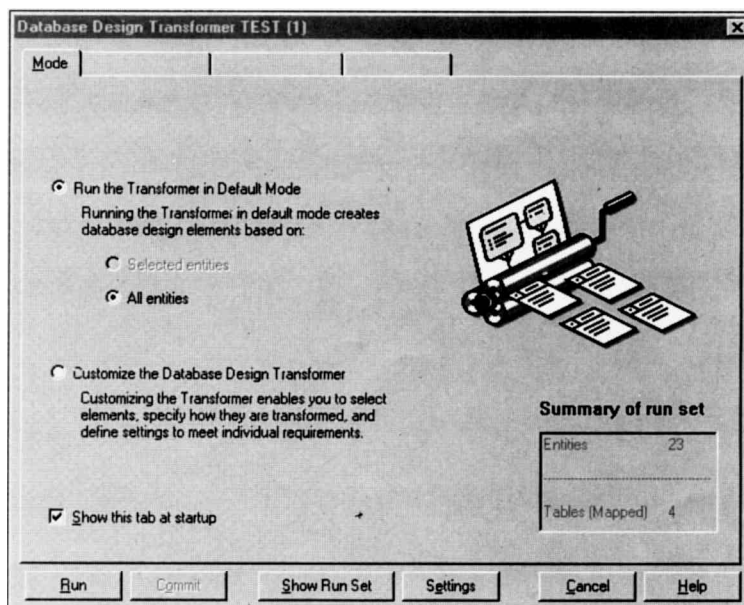 Database Design Transformer TEST (1)
Mode
Run the Transformer in Default Mode
Running the Transformer in default mode creates
database design elements based on:
Selected entities
All entities
Customize the Database Design Transformer
Customizing the Transformer enables you to select
elements, specify how they are transformed, and
define settings to meet individual requirements.
Summary of run set
Entities 23
Tables (Mapped) 4
Show this tab at startup
Run Commit Show Run Set Settings Cancel Help